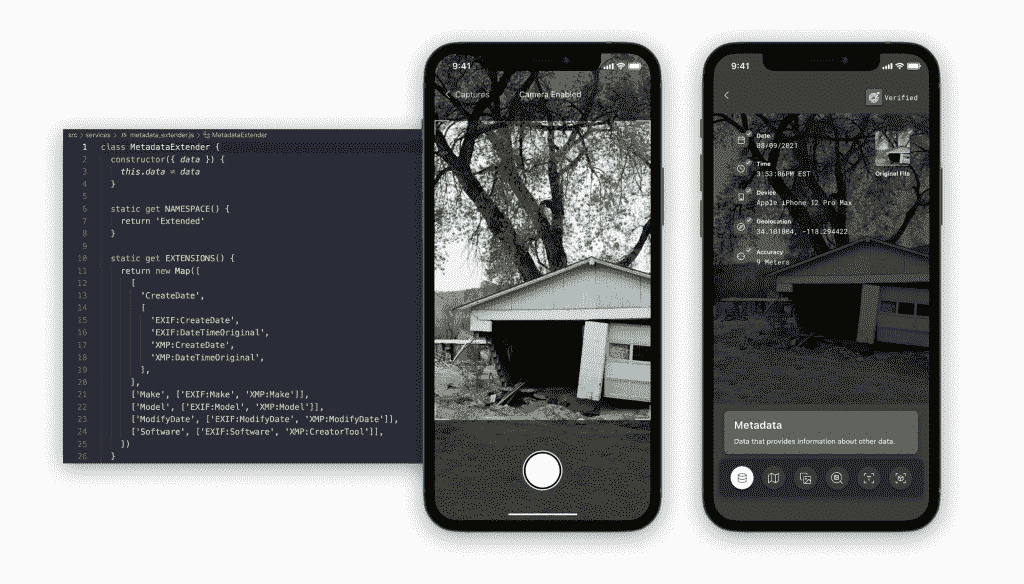 src > services > JS metadata_extender.js > MetadataExtender
1 class MetadataExtender {
2 constructor({ data }) {
3 this.data = data
4 }
5
6 static get NAMESPACE() {
7 return 'Extended'
8 }
9
10 static get EXTENSIONS() {
11 return new Map([
12 [
13 'CreateDate',
14 [
15 'EXIF:CreateDate',
16 'EXIF:DateTimeOriginal',
17 'XMP:CreateDate',
18 'XMP:DateTimeOriginal',
19 ],
20 ],
21 ['Make', ['EXIF:Make', 'XMP:Make']],
22 ['Model', ['EXIF:Model', 'XMP:Model']],
23 ['ModifyDate', ['EXIF:ModifyDate', 'XMP:ModifyDate']],
24 ['Software', ['EXIF:Software', 'XMP:CreatorTool']],
25 ])
26 }
9:41
Captures
Camera Enabled
9:41
Verified
Date
08/09/2021
Time
3:53:06PM EST
Device
Apple iPhone 12 Pro Max
Geolocation
34.101004, -118.294422
Accuracy
9 Meters
Original File
Metadata
Data that provides information about other data.